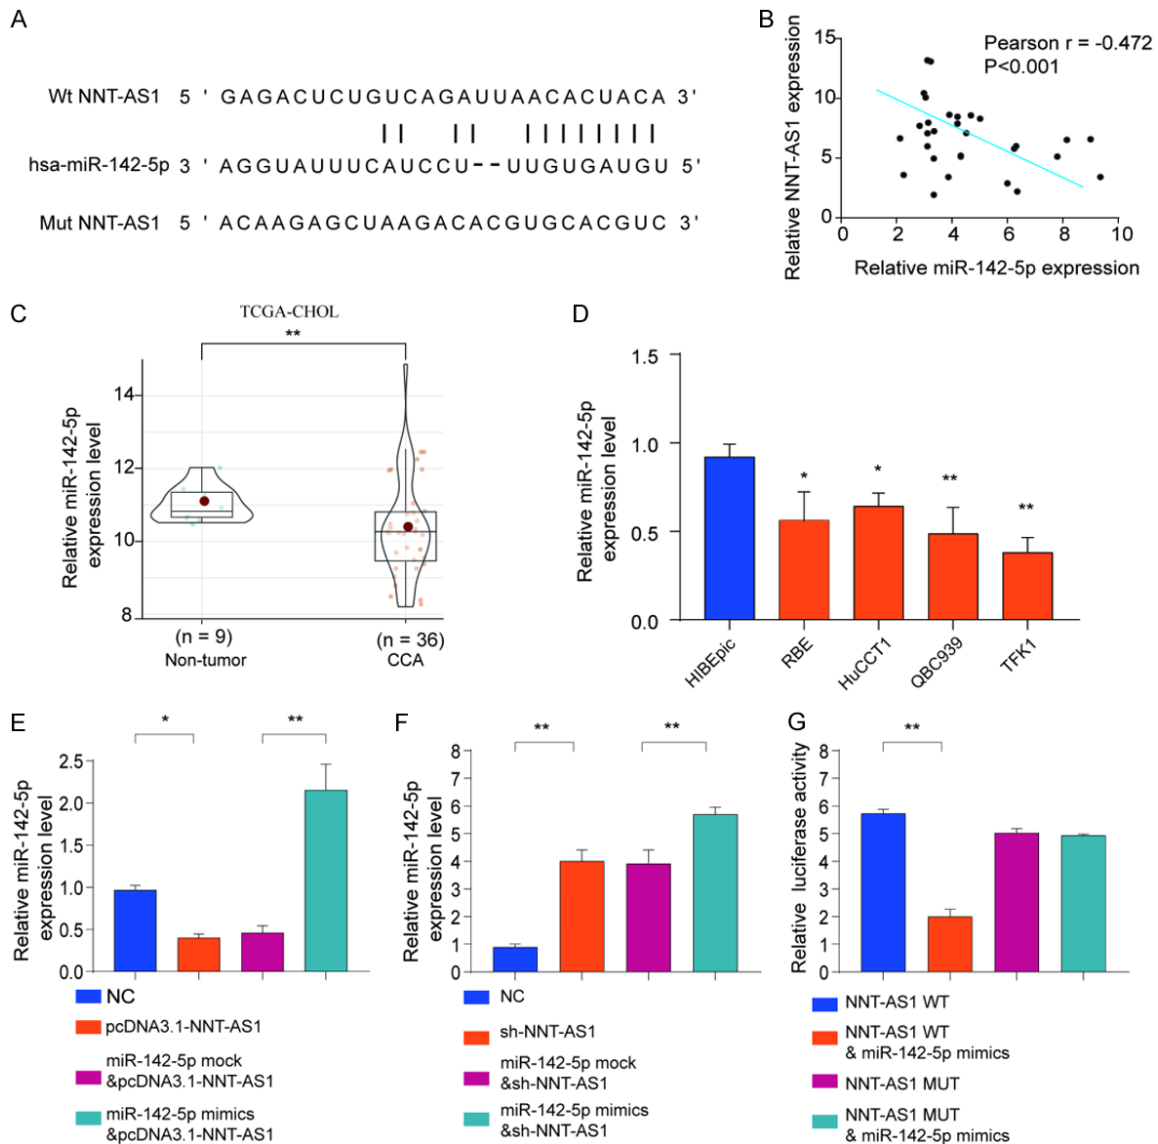 A
Wt NNT-AS1 5 ' GAGACUCUGUCAGAUUAACACUACA 3'
hsa-miR-142-5p 3 ' AGGUAUUUCAUCCU--UUGUGAUGU 5'
Mut NNT-AS1 5 ' ACAAGAGCUAAGACACGUGCACGUC 3'
B
Pearson r = -0.472
P<0.001
Relative NNT-AS1 expression
15
10
5
0
0 2 4 6 8 10
Relative miR-142-5p expression
C
TCGA-CHOL
**
Relative miR-142-5p
expression level
14
12
10
8
(n = 9) (n = 36)
Non-tumor CCA
D
Relative miR-142-5p
expression level
1.5
1.0
0.5
0.0
* * ** **
HIBEpic RBE HuCCT1 QBC939 TFK1
E
* **
Relative miR-142-5p
expression level
2.5
2.0
1.5
1.0
0.5
0.0
NC
pcDNA3.1-NNT-AS1
miR-142-5p mock
&pcDNA3.1-NNT-AS1
miR-142-5p mimics
&pcDNA3.1-NNT-AS1
F
** **
Relative miR-142-5p
expression level
8
7
6
5
4
3
2
1
0
NC
sh-NNT-AS1
miR-142-5p mock
&sh-NNT-AS1
miR-142-5p mimics
&sh-NNT-AS1
G
**
Relative luciferase activity
8
7
6
5
4
3
2
1
0
NNT-AS1 WT
NNT-AS1 WT
& miR-142-5p mimics
NNT-AS1 MUT
NNT-AS1 MUT
& miR-142-5p mimics